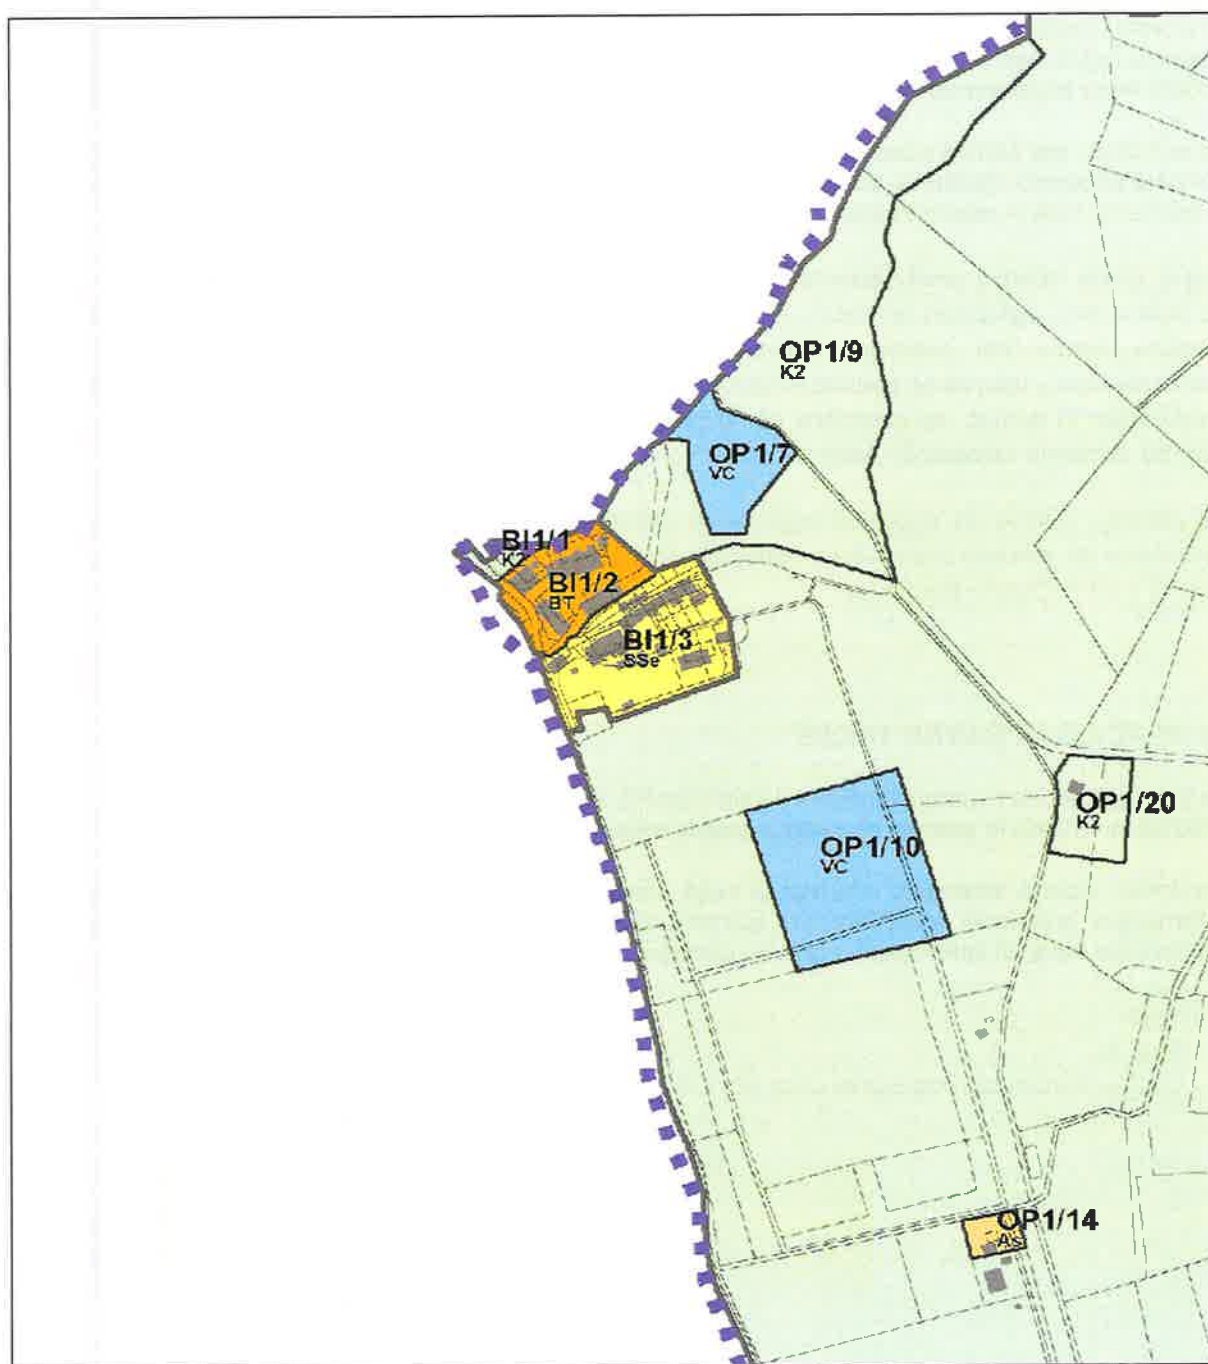 OP1/9
K2
OP1/7
VC
BI1/1
K2
BI1/2
BT
BI1/3
SSe
OP1/20
K2
OP1/10
VC
OP1/14
As